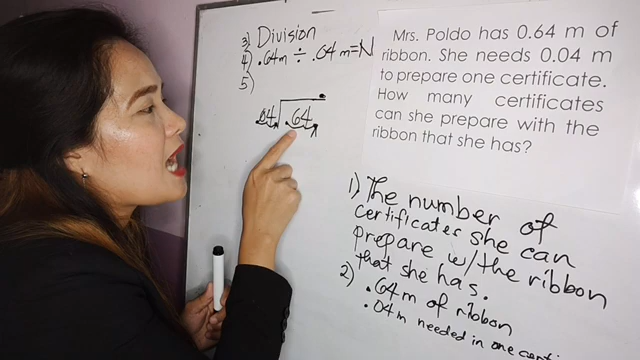 3) Division
4) .64m ÷ .04m=N
5)
.04 .64
Mrs. Poldo has 0.64 m of
ribbon. She needs 0.04 m
to prepare one certificate.
How many certificates
can she prepare with the
ribbon that she has?
1) The number of
certificates she can
prepare w/the ribbon
that she has.
2) .64 m of ribbon
.04 m needed in one certi